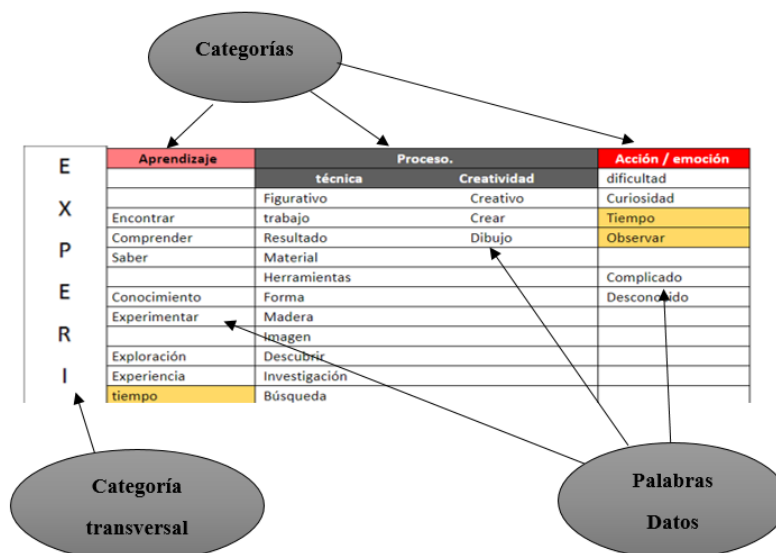 Categorías
E
X
P
E
R
I
Aprendizaje Proceso. Acción / emoción
técnica Creatividad dificultad
Figurativo Creativo Curiosidad
Encontrar trabajo Crear Tiempo
Comprender Resultado Dibujo Observar
Saber Material
Herramientas Complicado
Conocimiento Forma Desconocido
Experimentar Madera
Imagen
Exploración Descubrir
Experiencia Investigación
tiempo Búsqueda
Categoría
transversal
Palabras
Datos